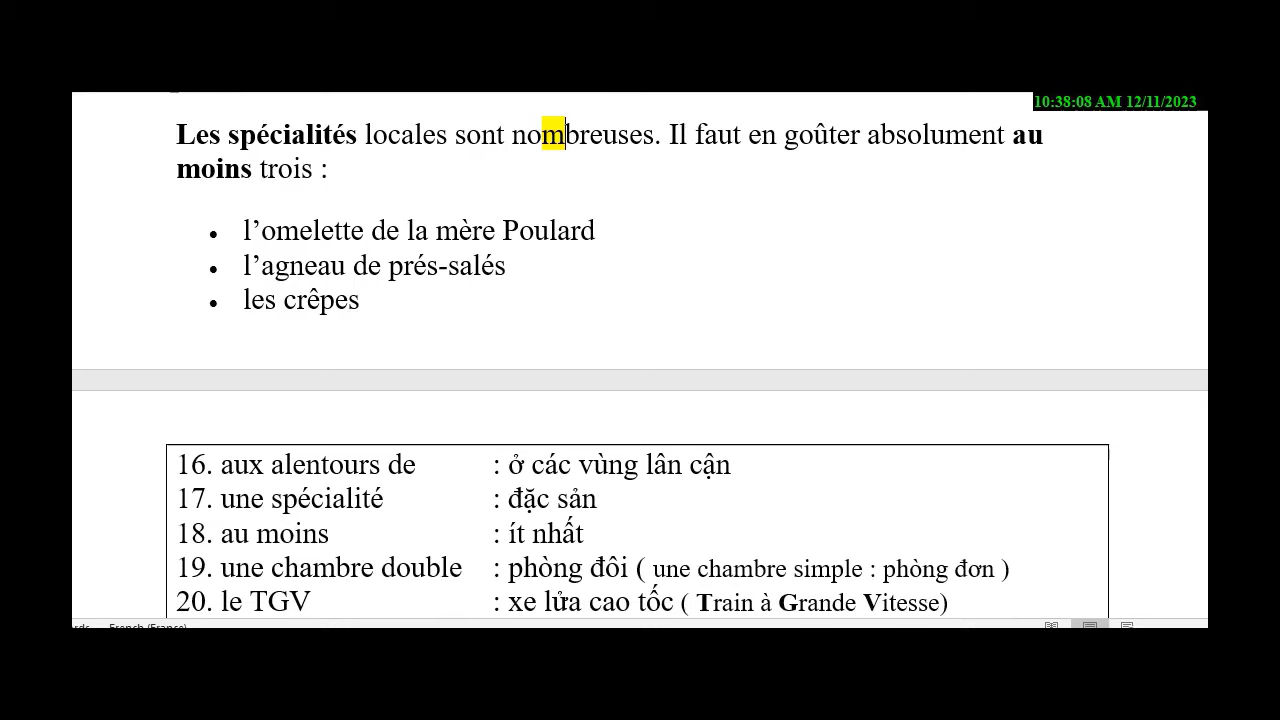 10:38:08 AM 12/11/2023
Les spécialités locales sont nombreuses. Il faut en goûter absolument au
moins trois :
• l’omelette de la mère Poulard
• l’agneau de prés-salés
• les crêpes
16. aux alentours de : ở các vùng lân cận
17. une spécialité : đặc sản
18. au moins : ít nhất
19. une chambre double : phòng đôi ( une chambre simple : phòng đơn )
20. le TGV : xe lửa cao tốc ( Train à Grande Vitesse)
French (France)